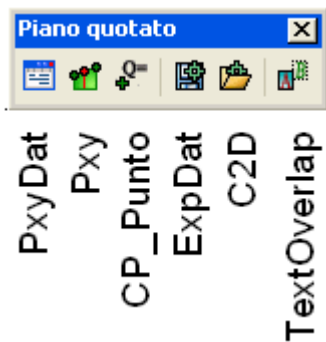 Piano quotato
Q=
PxyDat
Pxy
CP_Punto
ExpDat
C2D
TextOverlap